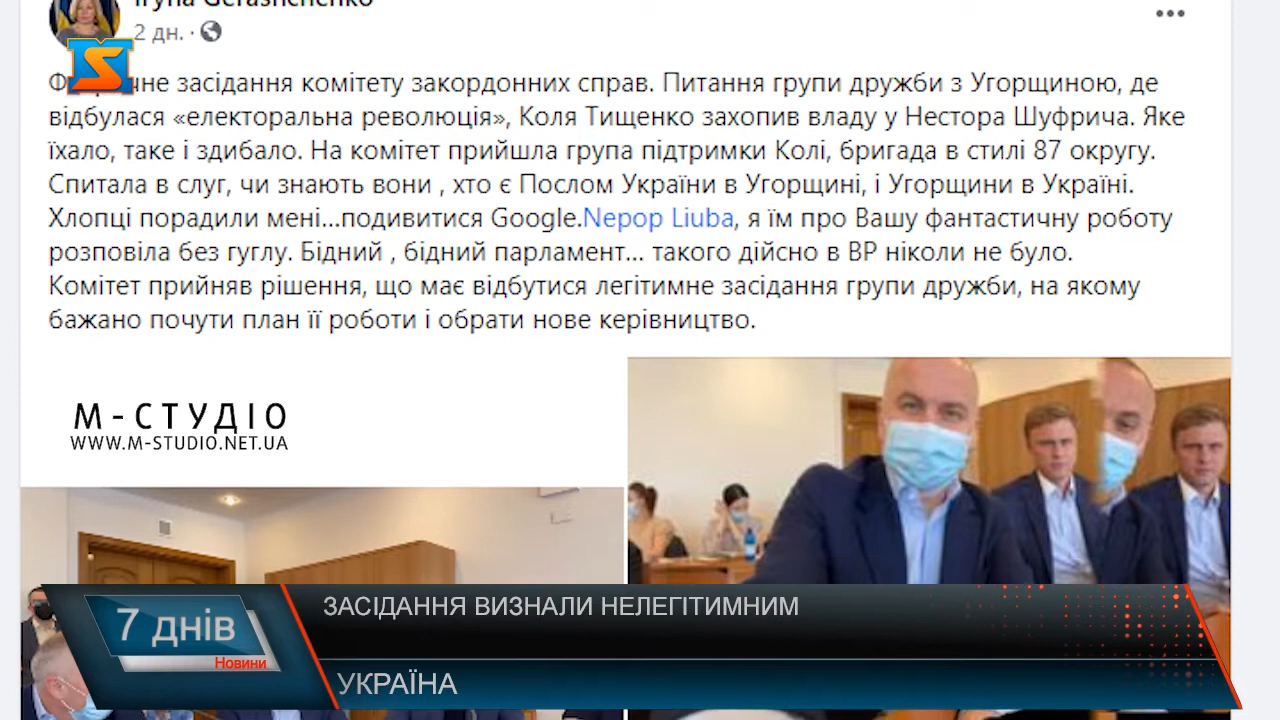 Iryna Gerashchenko
2 дн. ·
засідання комітету закордонних справ. Питання групи дружби з Угорщиною, де
відбулася «електоральна революція», Коля Тищенко захопив владу у Нестора Шуфрича. Яке
їхало, таке і здибало. На комітет прийшла група підтримки Колі, бригада в стилі 87 округу.
Спитала в слуг, чи знають вони , хто є Послом України в Угорщині, і Угорщини в Україні.
Хлопці порадили мені...подивитися Google.Nepop Liuba, я їм про Вашу фантастичну роботу
розповіла без гуглу. Бідний , бідний парламент... такого дійсно в ВР ніколи не було.
Комітет прийняв рішення, що має відбутися легітимне засідання групи дружби, на якому
бажано почути план її роботи і обрати нове керівництво.
М-СТУДІО
WWW.M-STUDIO.NET.UA
7 днів
Новини
ЗАСІДАННЯ ВИЗНАЛИ НЕЛЕГІТИМНИМ
УКРАЇНА